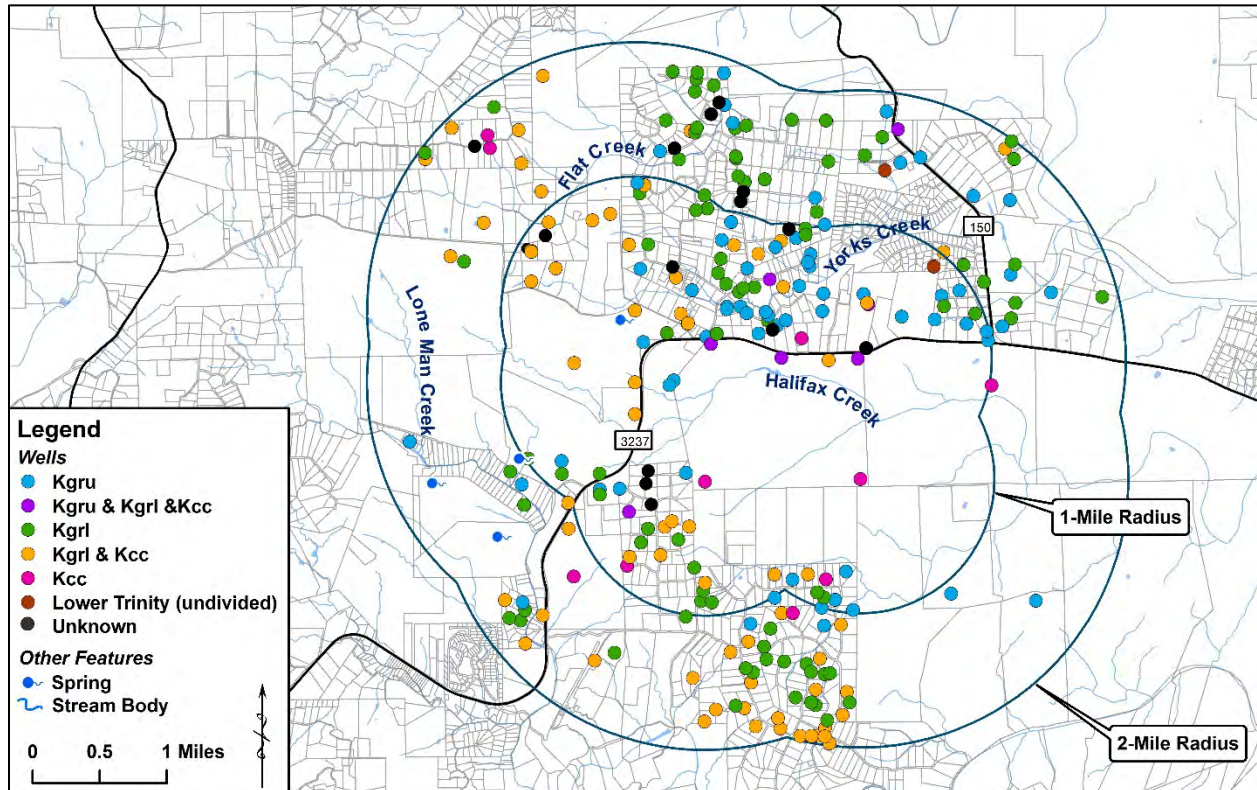 Flat Creek
Yorks Creek
150
Lone Man Creek
Halifax Creek
3237
Legend
Wells
Kgru
Kgru & Kgrl &Kcc
Kgrl
Kgrl & Kcc
Kcc
Lower Trinity (undivided)
Unknown
Other Features
Spring
Stream Body
0 0.5 1 Miles
1-Mile Radius
2-Mile Radius